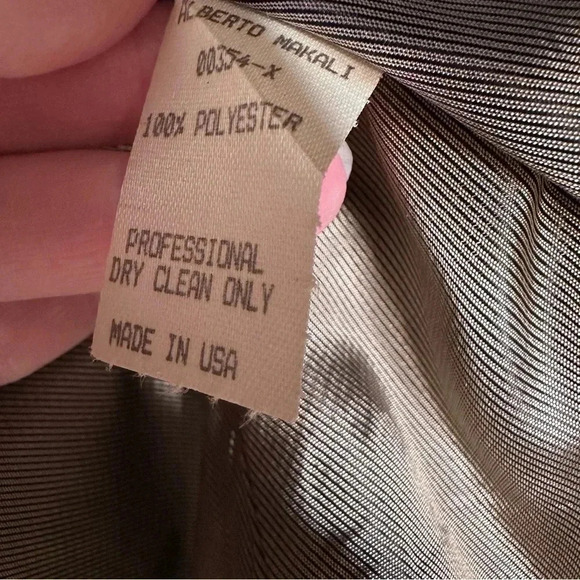 ALBERTO MAKALI
00354-X
100% POLYESTER
PROFESSIONAL
DRY CLEAN ONLY
MADE IN USA